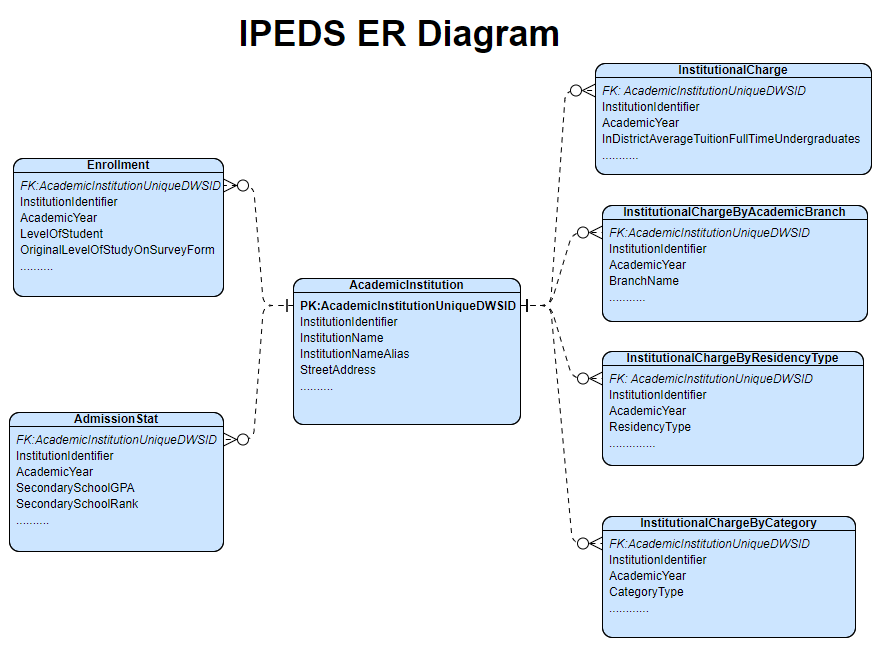 IPEDS ER Diagram
Enrollment
FK:AcademicInstitutionUniqueDWSID
InstitutionIdentifier
AcademicYear
LevelOfStudent
OriginalLevelOfStudyOnSurveyForm
..........
AdmissionStat
FK:AcademicInstitutionUniqueDWSID
InstitutionIdentifier
AcademicYear
SecondarySchoolGPA
SecondarySchoolRank
..........
AcademicInstitution
PK:AcademicInstitutionUniqueDWSID
InstitutionIdentifier
InstitutionName
InstitutionNameAlias
StreetAddress
..........
InstitutionalCharge
FK: AcademicInstitutionUniqueDWSID
InstitutionIdentifier
AcademicYear
InDistrictAverageTuitionFullTimeUndergraduates
...........
InstitutionalChargeByAcademicBranch
FK:AcademicInstitutionUniqueDWSID
InstitutionIdentifier
AcademicYear
BranchName
...........
InstitutionalChargeByResidencyType
FK: AcademicInstitutionUniqueDWSID
InstitutionIdentifier
AcademicYear
ResidencyType
..............
InstitutionalChargeByCategory
FK:AcademicInstitutionUniqueDWSID
InstitutionIdentifier
AcademicYear
CategoryType
............